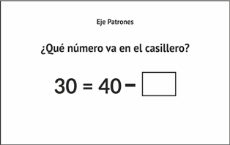 Eje Patrones
¿Qué número va en el casillero?
30 = 40 -